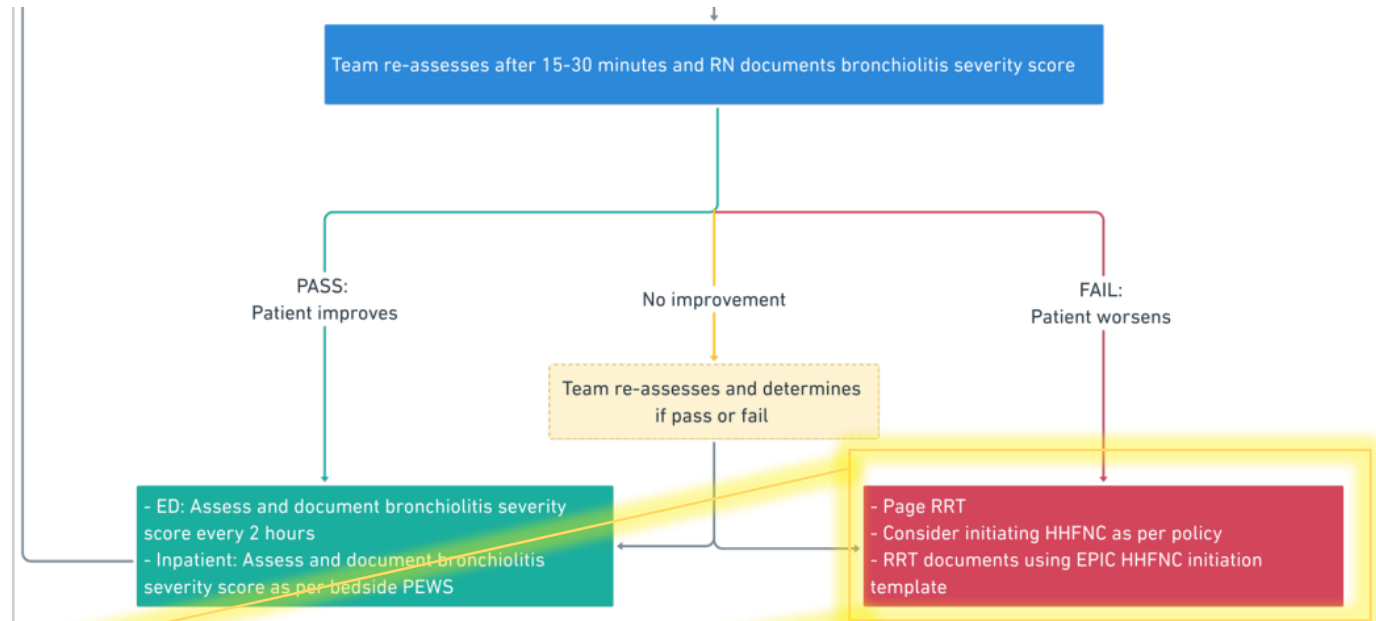 Team re-assesses after 15-30 minutes and RN documents bronchiolitis severity score
PASS:
Patient improves
No improvement
FAIL:
Patient worsens
Team re-assesses and determines
if pass or fail
- ED: Assess and document bronchiolitis severity
score every 2 hours
- Inpatient: Assess and document bronchiolitis
severity score as per bedside PEWS
- Page RRT
- Consider initiating HHFNC as per policy
- RRT documents using EPIC HHFNC initiation
template